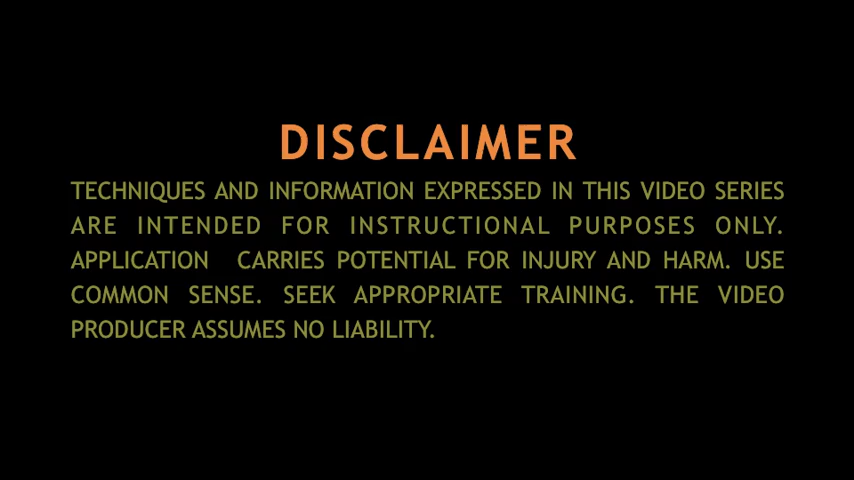 DISCLAIMER
TECHNIQUES AND INFORMATION EXPRESSED IN THIS VIDEO SERIES
ARE INTENDED FOR INSTRUCTIONAL PURPOSES ONLY.
APPLICATION CARRIES POTENTIAL FOR INJURY AND HARM. USE
COMMON SENSE. SEEK APPROPRIATE TRAINING. THE VIDEO
PRODUCER ASSUMES NO LIABILITY.